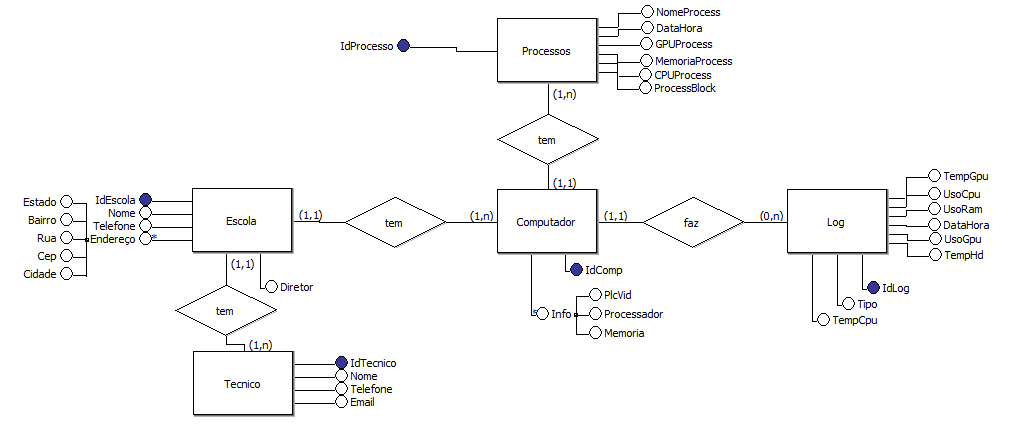 NomeProcess
DataHora
IdProcesso
GPUProcess
Processos
MemoriaProcess
CPUProcess
ProcessBlock
(1,n)
tem
(1,1)
Estado
Bairro
Rua
Cep
Cidade
IdEscola
Nome
Telefone
Endereço *
Escola
(1,1)
tem
(1,n)
Computador
(1,1)
faz
(0,n)
Log
TempGpu
UsoCpu
UsoRam
DataHora
UsoGpu
TempHd
(1,1)
Diretor
IdComp
* Info
PlcVid
Processador
Memoria
IdLog
Tipo
TempCpu
tem
(1,n)
Tecnico
IdTecnico
Nome
Telefone
Email